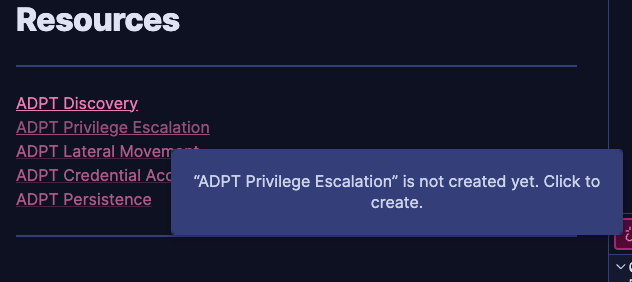 Resources
ADPT Discovery
ADPT Privilege Escalation
ADPT Lateral Movement
ADPT Credential
ADPT Persistence
“ADPT Privilege Escalation” is not created yet. Click to
create.